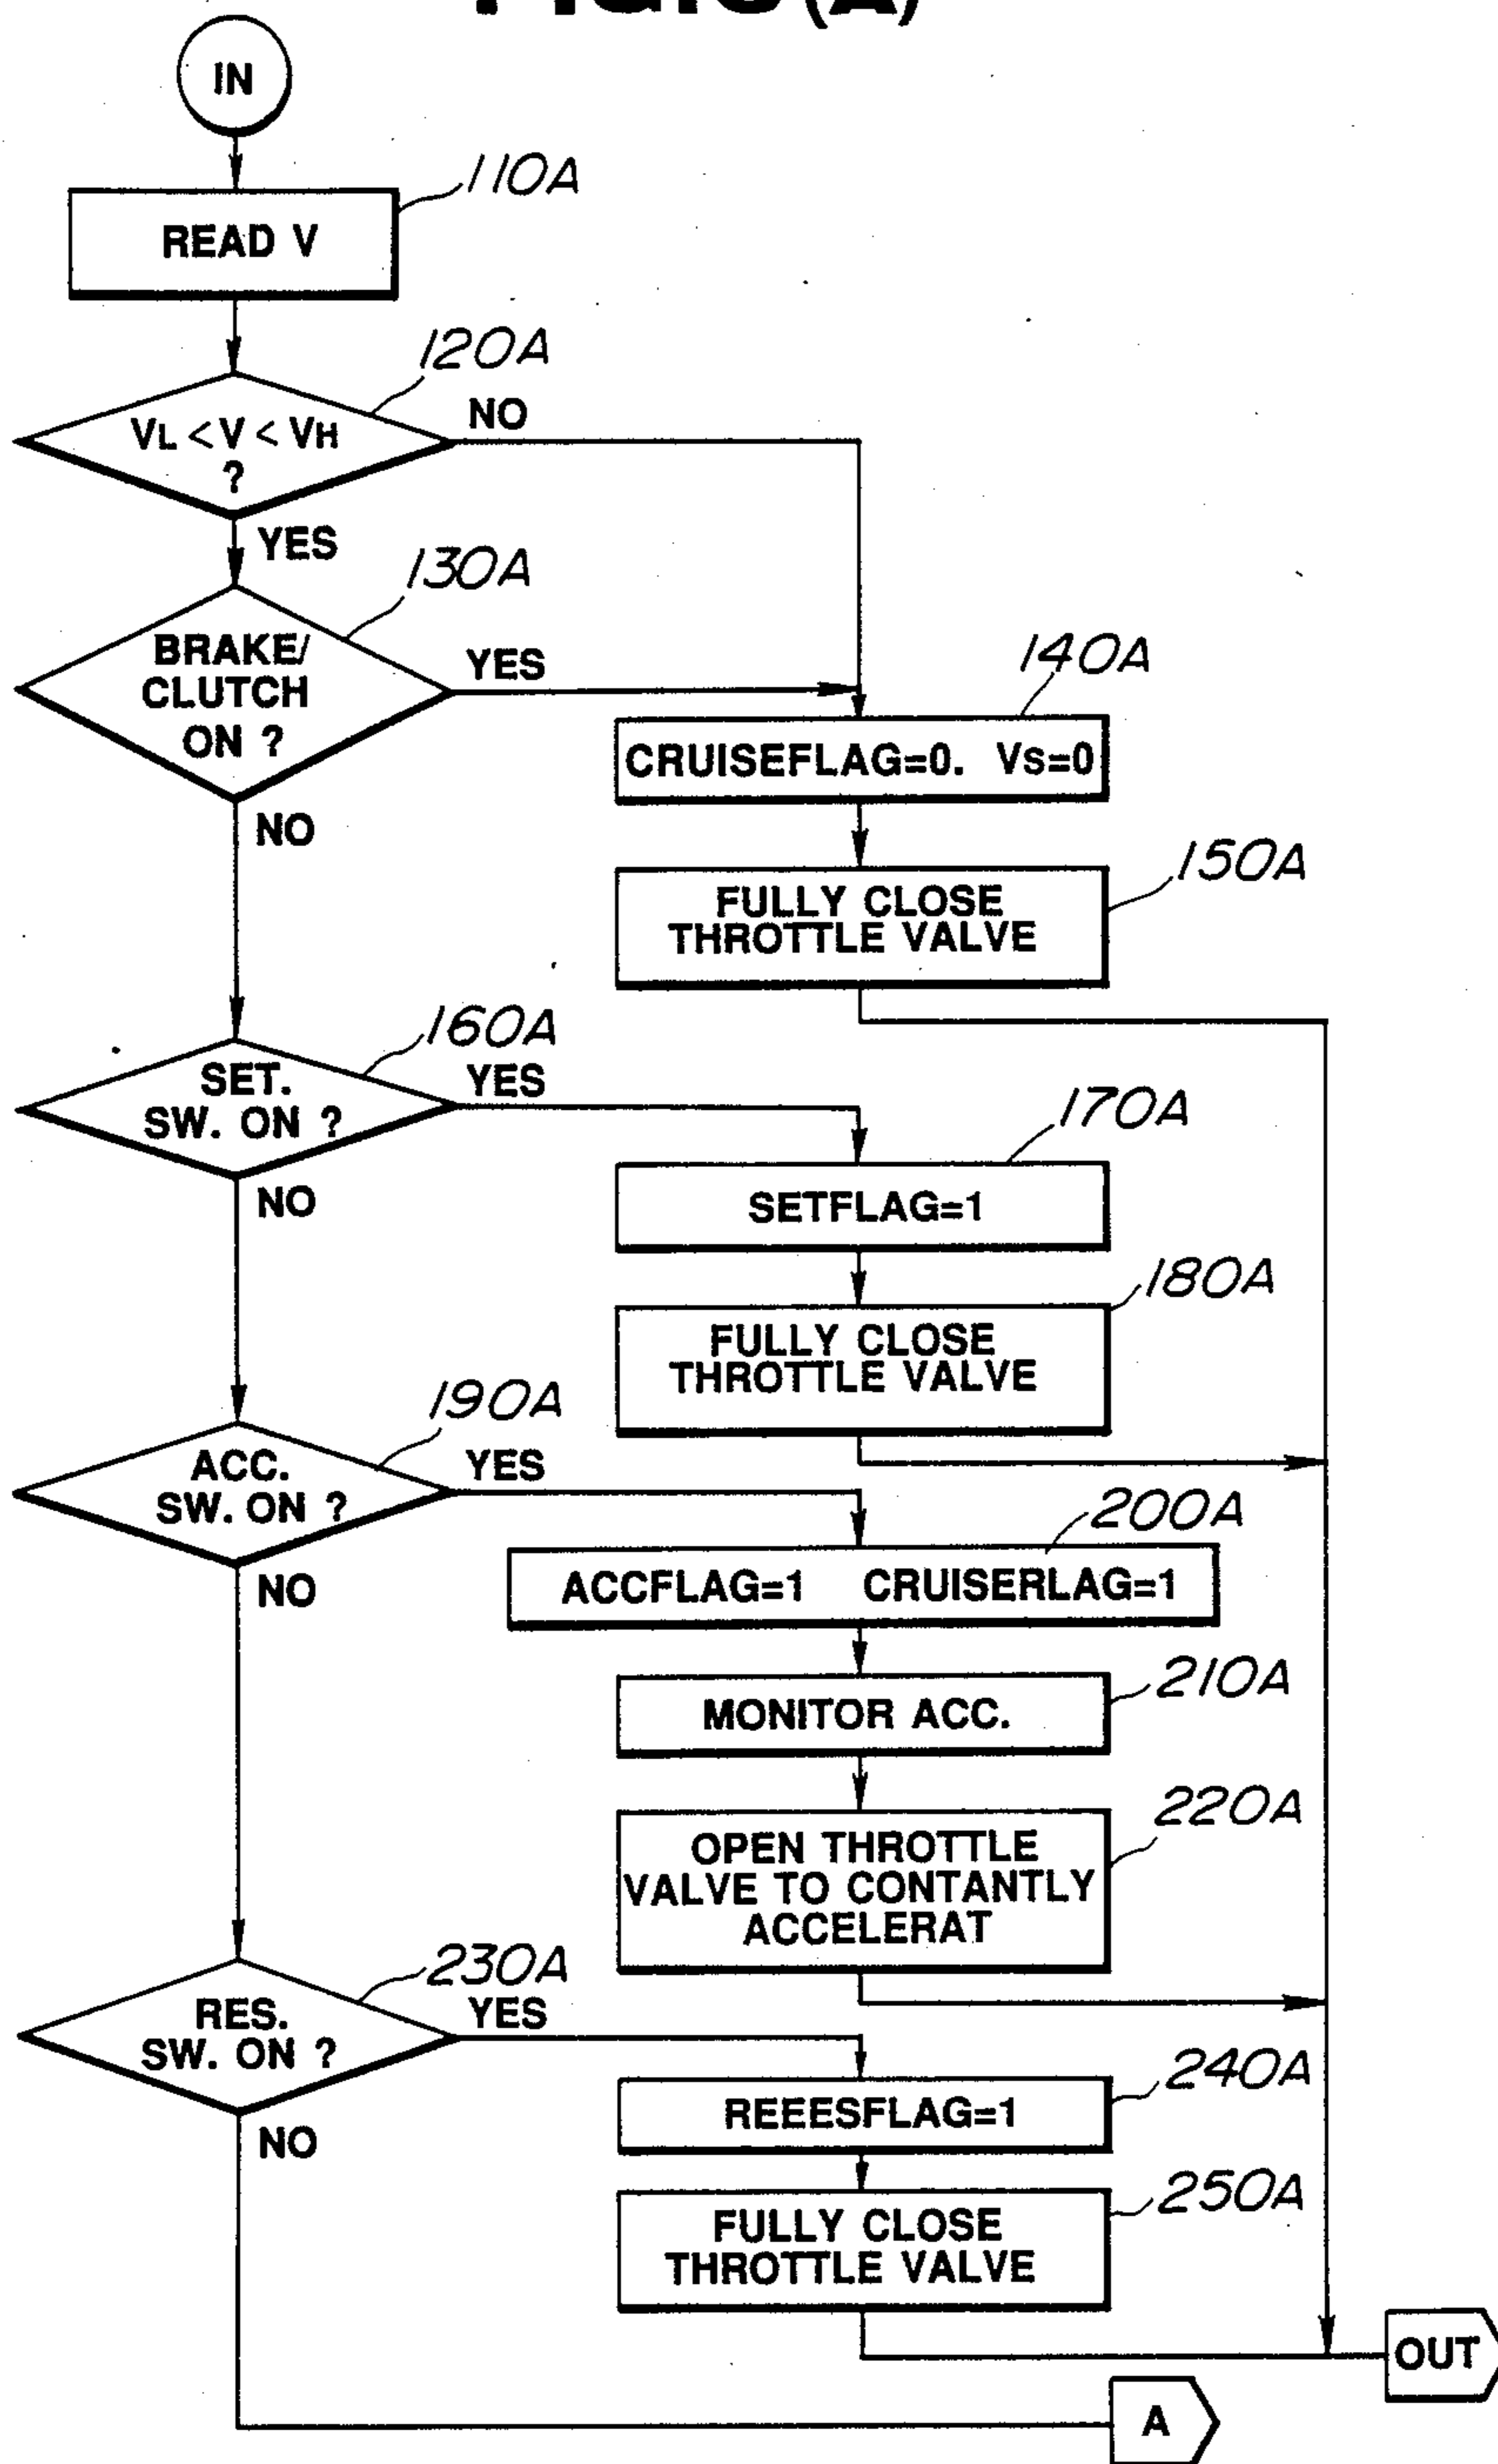 (A)
IN
110A
READ V
120A
VL < V < VH
?
NO
YES
130A
BRAKE/
CLUTCH
ON ?
YES
NO
140A
CRUISEFLAG=0. Vs=0
150A
FULLY CLOSE
THROTTLE VALVE
160A
SET.
SW. ON ?
YES
NO
170A
SETFLAG=1
180A
FULLY CLOSE
THROTTLE VALVE
190A
ACC.
SW. ON ?
YES
NO
200A
ACCFLAG=1 CRUISERLAG=1
210A
MONITOR ACC.
220A
OPEN THROTTLE
VALVE TO CONTANTLY
ACCELERAT
230A
RES.
SW. ON ?
YES
NO
240A
REEESFLAG=1
250A
FULLY CLOSE
THROTTLE VALVE
OUT
A